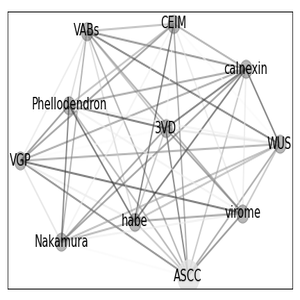 CEIM
VABs
calnexin
Phellodendron
3VD
WUS
VGP
virome
habe
Nakamura
ASCC